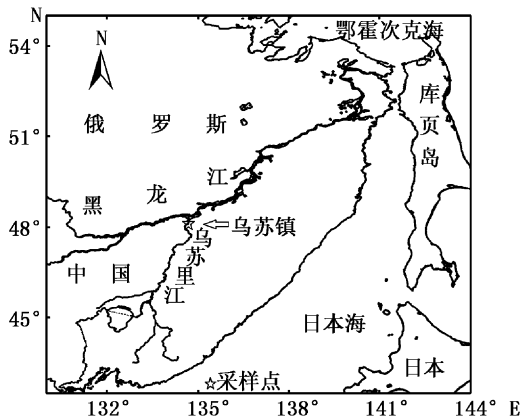 N
54°
51°
48°
45°
N
鄂霍次克海
库页岛
俄罗斯
黑龙江
乌苏镇
乌苏里江
中国
日本海
日本
☆采样点
132° 135° 138° 141° 144° E